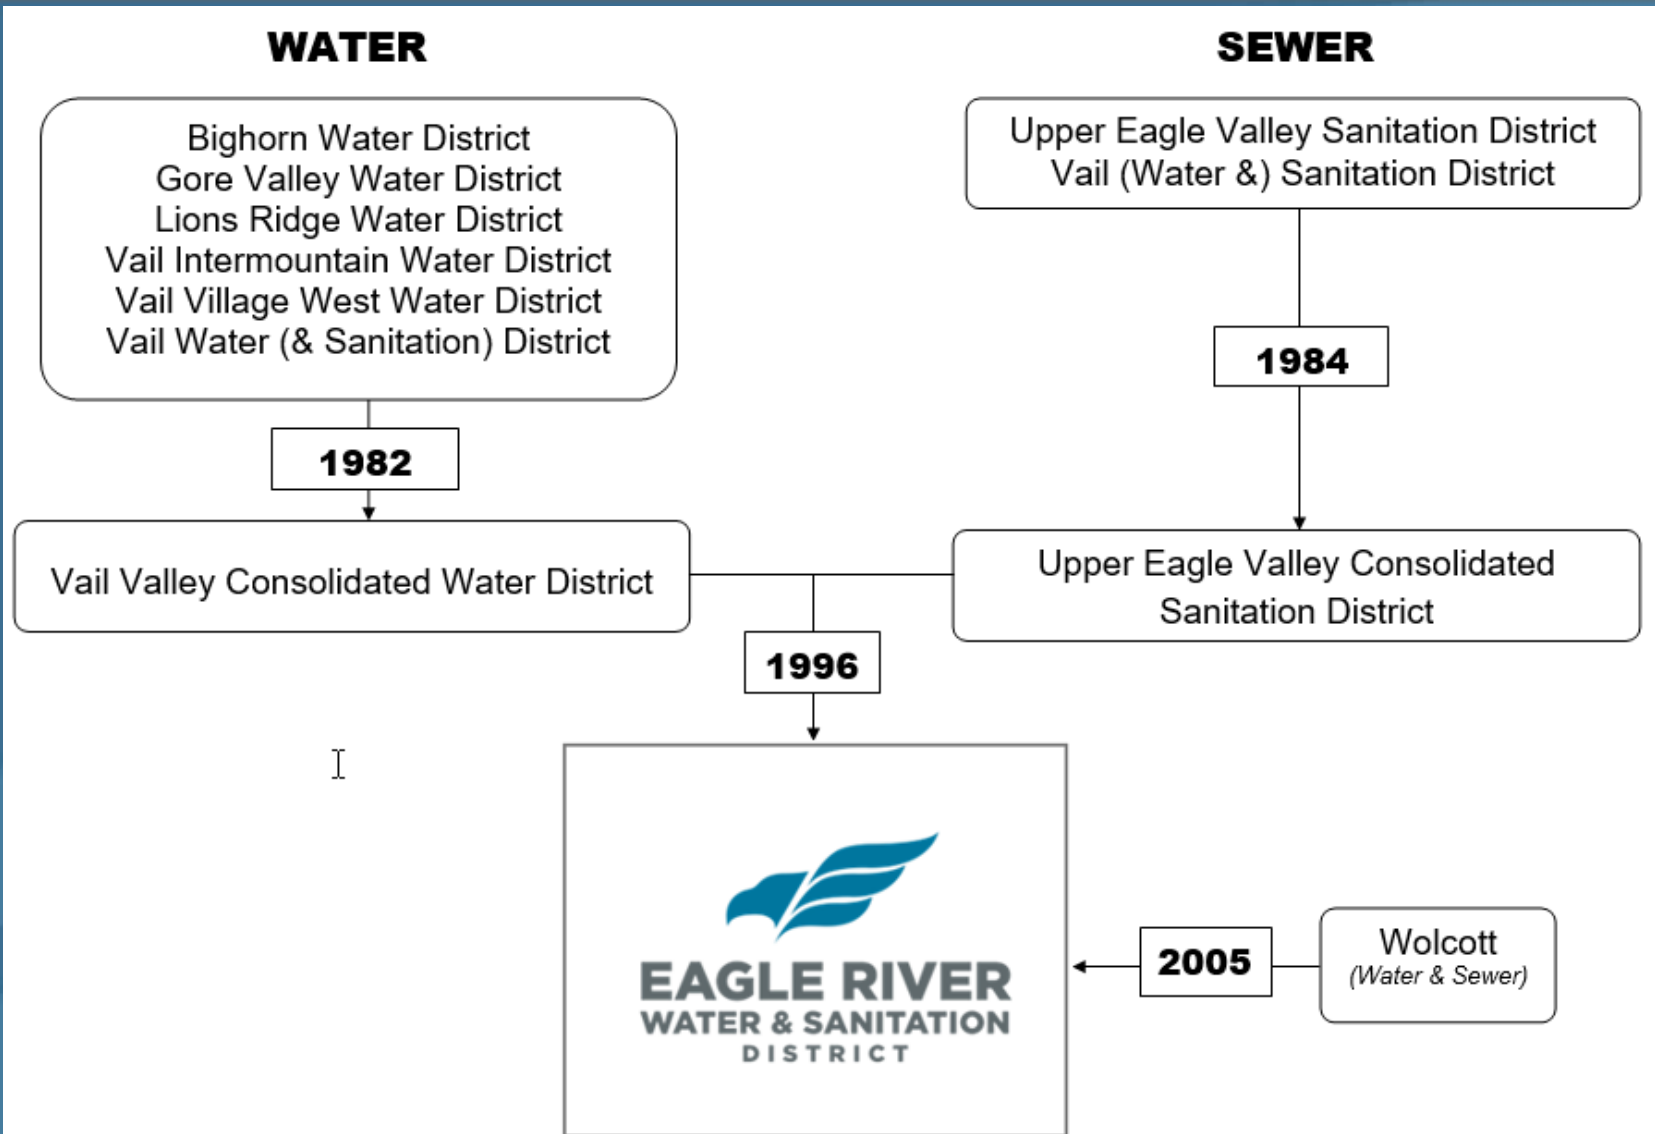 WATER
Bighorn Water District
Gore Valley Water District
Lions Ridge Water District
Vail Intermountain Water District
Vail Village West Water District
Vail Water (& Sanitation) District
1982
Vail Valley Consolidated Water District
SEWER
Upper Eagle Valley Sanitation District
Vail (Water &) Sanitation District
1984
Upper Eagle Valley Consolidated
Sanitation District
1996
EAGLE RIVER
WATER & SANITATION
DISTRICT
2005
Wolcott
(Water & Sewer)